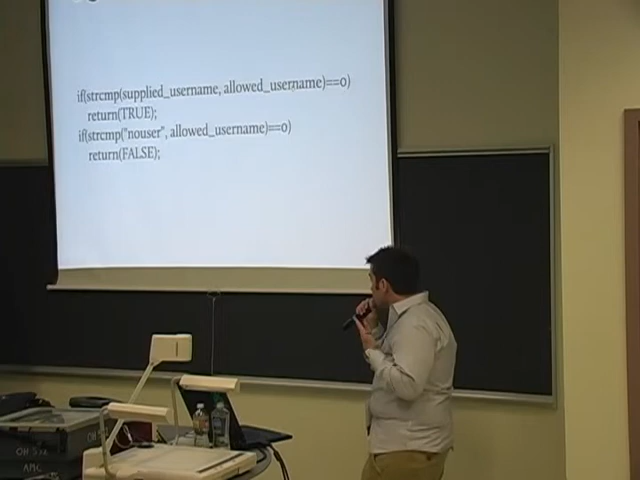 if(strcmp(supplied_username, allowed_username)==0)
return(TRUE);
if(strcmp("nouser", allowed_username)==0)
return(FALSE);